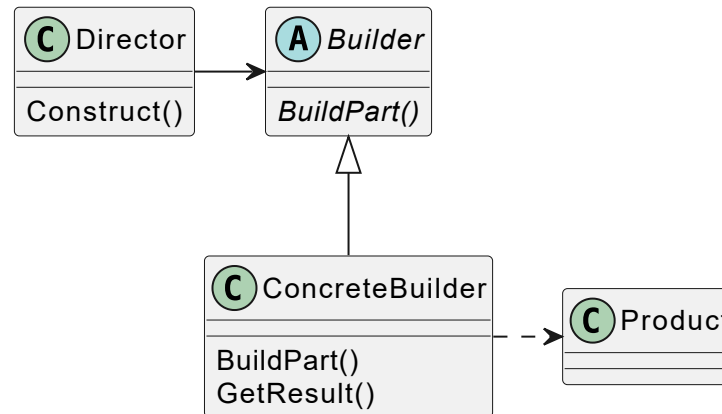 C Director
Construct()
A Builder
BuildPart()
C ConcreteBuilder
BuildPart()
GetResult()
C Product